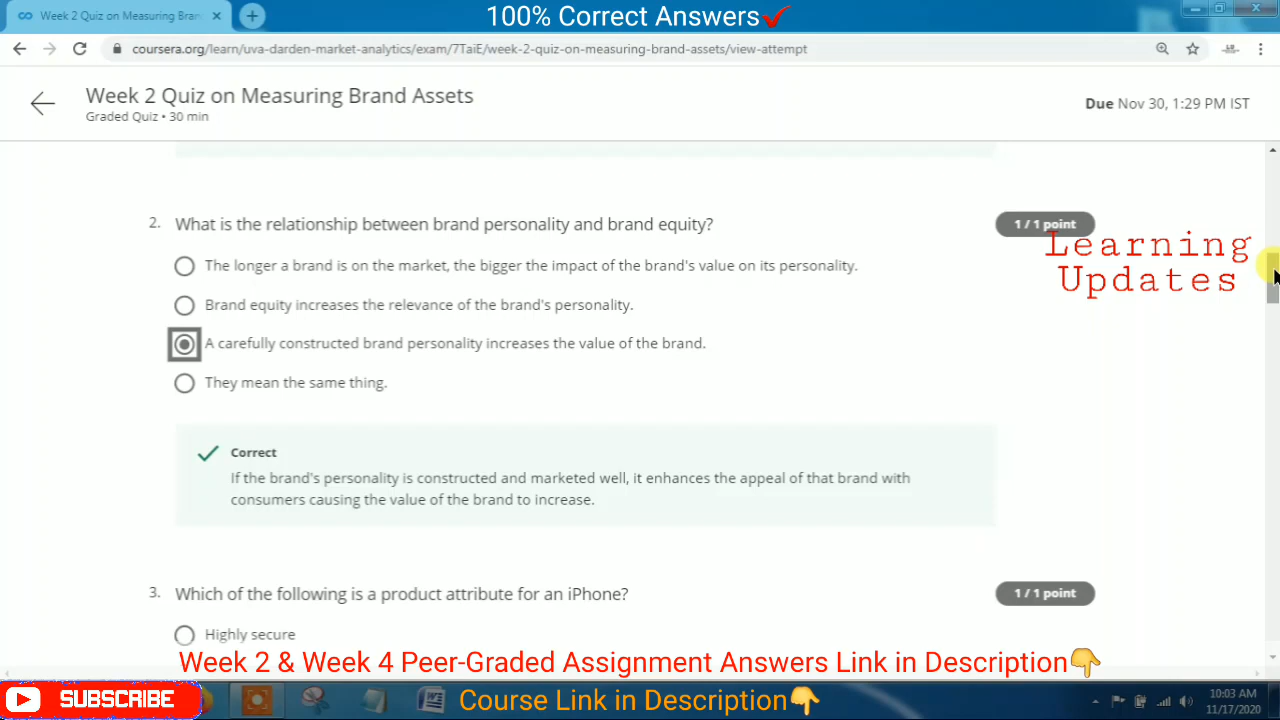 Week 2 Quiz on Measuring Bran
100% Correct Answers
coursera.org/learn/uva-darden-market-analytics/exam/7TaiE/week-2-quiz-on-measuring-brand-assets/view-attempt
Week 2 Quiz on Measuring Brand Assets
Graded Quiz • 30 min
Due Nov 30, 1:29 PM IST
2. What is the relationship between brand personality and brand equity?
1 / 1 point
Learning
Updates
The longer a brand is on the market, the bigger the impact of the brand's value on its personality.
Brand equity increases the relevance of the brand's personality.
A carefully constructed brand personality increases the value of the brand.
They mean the same thing.
Correct
If the brand's personality is constructed and marketed well, it enhances the appeal of that brand with
consumers causing the value of the brand to increase.
3. Which of the following is a product attribute for an iPhone?
1 / 1 point
Highly secure
Week 2 & Week 4 Peer-Graded Assignment Answers Link in Description👇
SUBSCRIBE
Course Link in Description👇
10:03 AM
11/17/2020